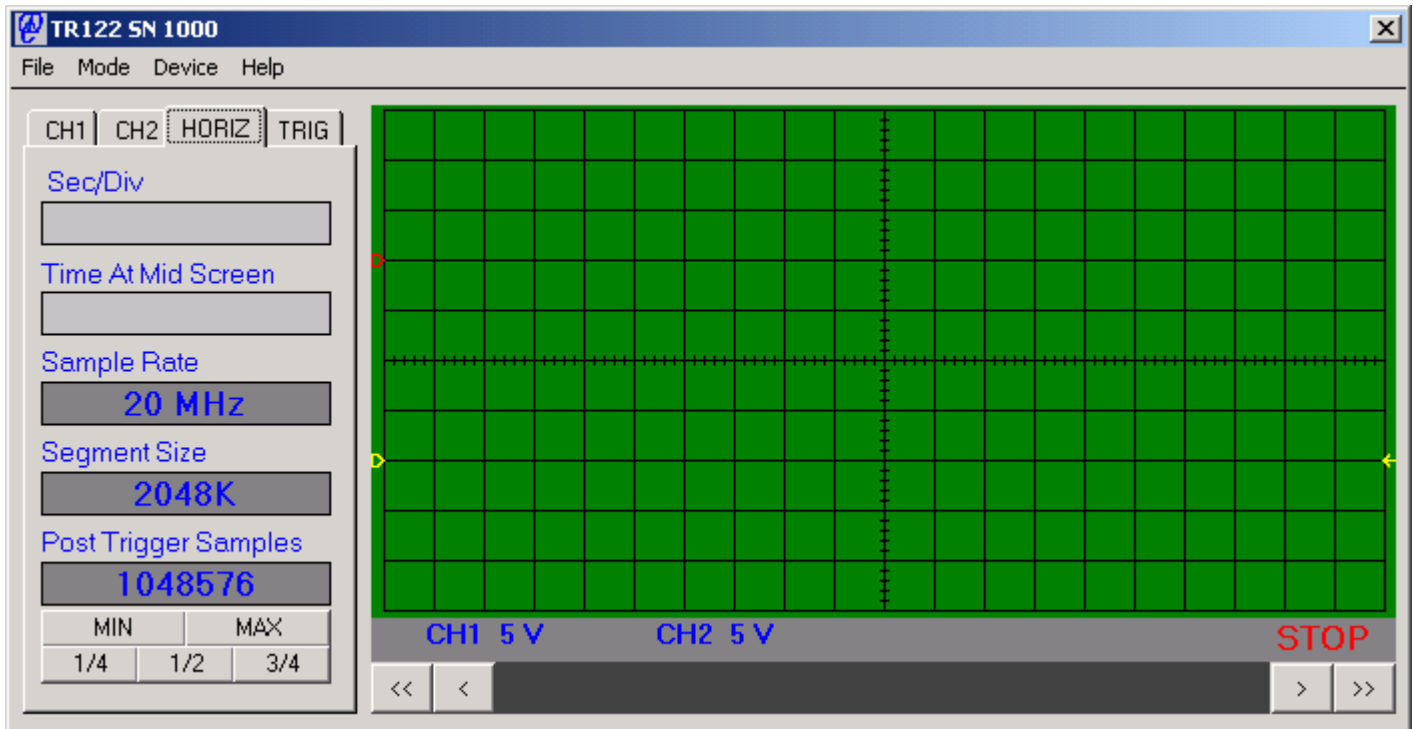 TR122 SN 1000
File Mode Device Help
CH1 CH2 HORIZ TRIG
Sec/Div
Time At Mid Screen
Sample Rate
20 MHz
Segment Size
2048K
Post Trigger Samples
1048576
MIN MAX
1/4 1/2 3/4
CH1 5 V CH2 5 V STOP
<< < > >>